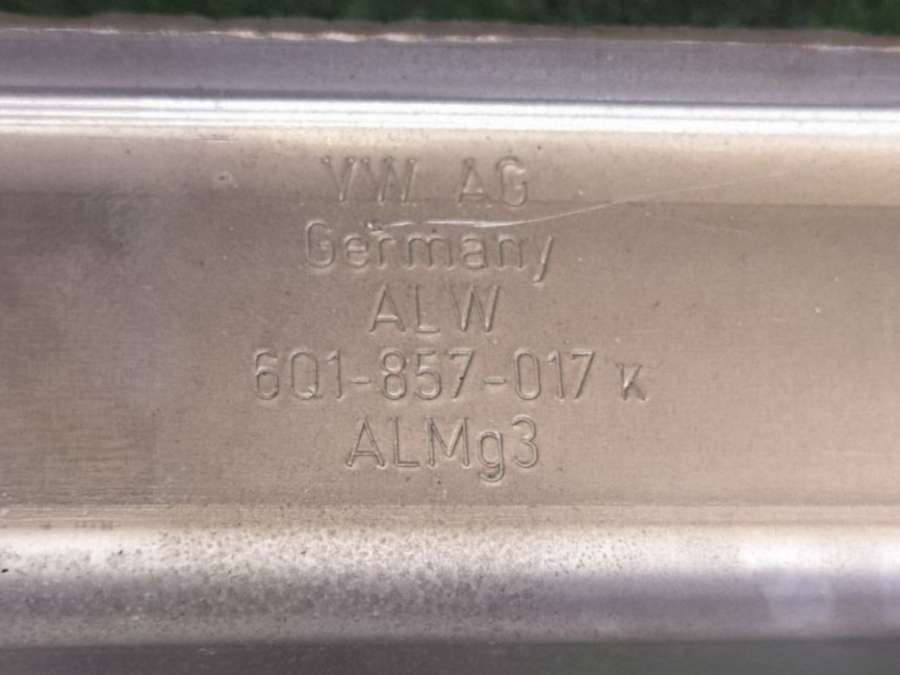 VW AG
Germany
ALW
6Q1-857-017 K
ALMg3